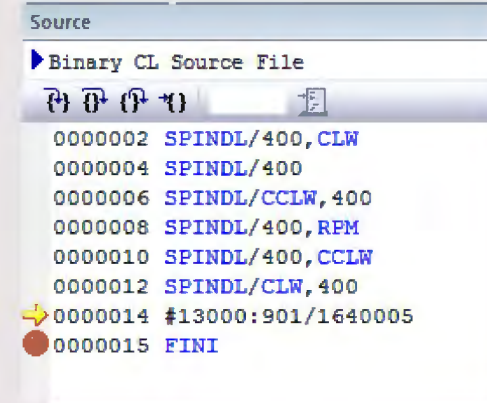 Source
Binary CL Source File
0000002 SPINDL/400,CLW
0000004 SPINDL/400
0000006 SPINDL/CCLW,400
0000008 SPINDL/400,RPM
0000010 SPINDL/400,CCLW
0000012 SPINDL/CLW,400
0000014 #13000:901/1640005
0000015 FINI